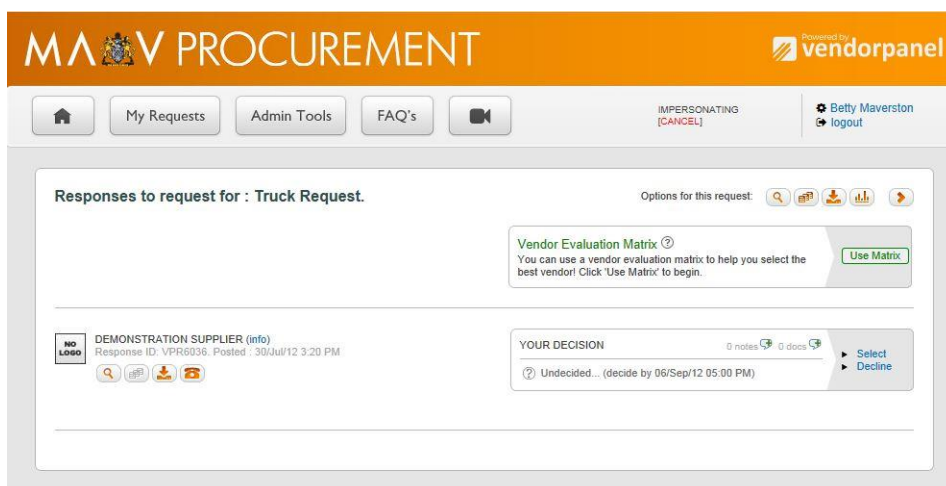 MAV PROCUREMENT
Powered by
vendorpanel
My Requests
Admin Tools
FAQ's
IMPERSONATING
[CANCEL]
Betty Maverston
logout
Responses to request for : Truck Request.
Options for this request:
Vendor Evaluation Matrix ?
You can use a vendor evaluation matrix to help you select the
best vendor! Click 'Use Matrix' to begin.
Use Matrix
NO
LOGO
DEMONSTRATION SUPPLIER (info)
Response ID: VPR6036. Posted : 30/Jul/12 3:20 PM
YOUR DECISION
0 notes
0 docs
? Undecided... (decide by 06/Sep/12 05:00 PM)
Select
Decline